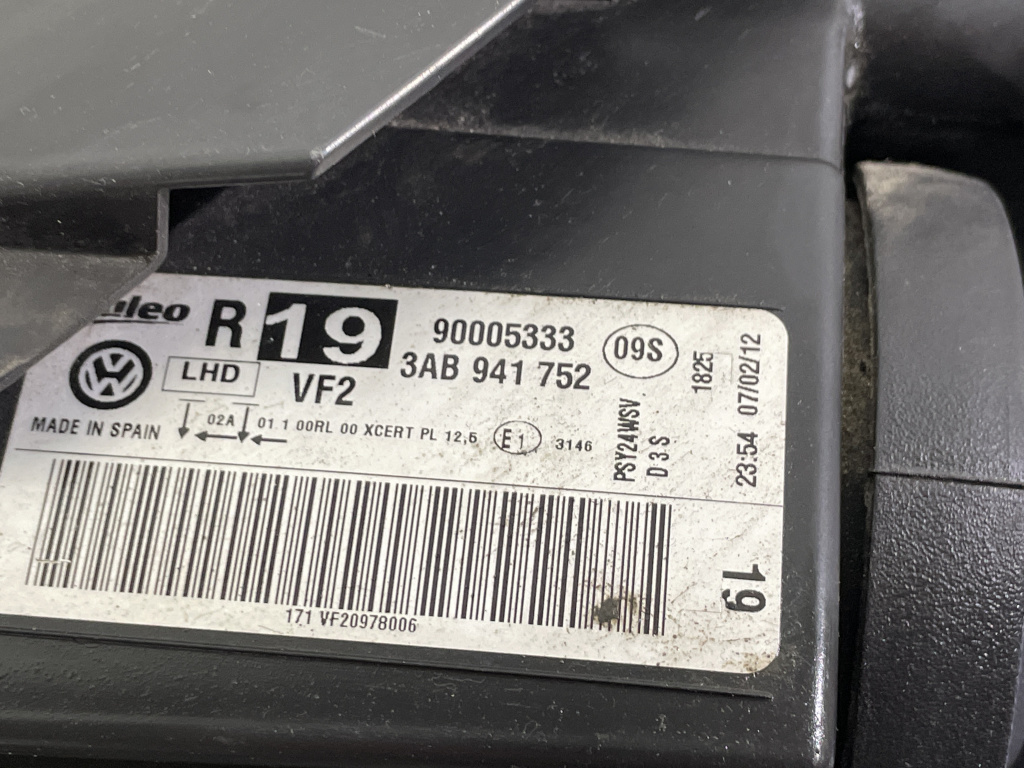 Valeo R 19 90005333 09S
LHD VF2 3AB 941 752
MADE IN SPAIN 02A 01 1 00RL 00 XCERT PL 12,5 E1 3146
PSY24WSV
D3S
1825
23:54 07/02/12
171 VF20978006
19